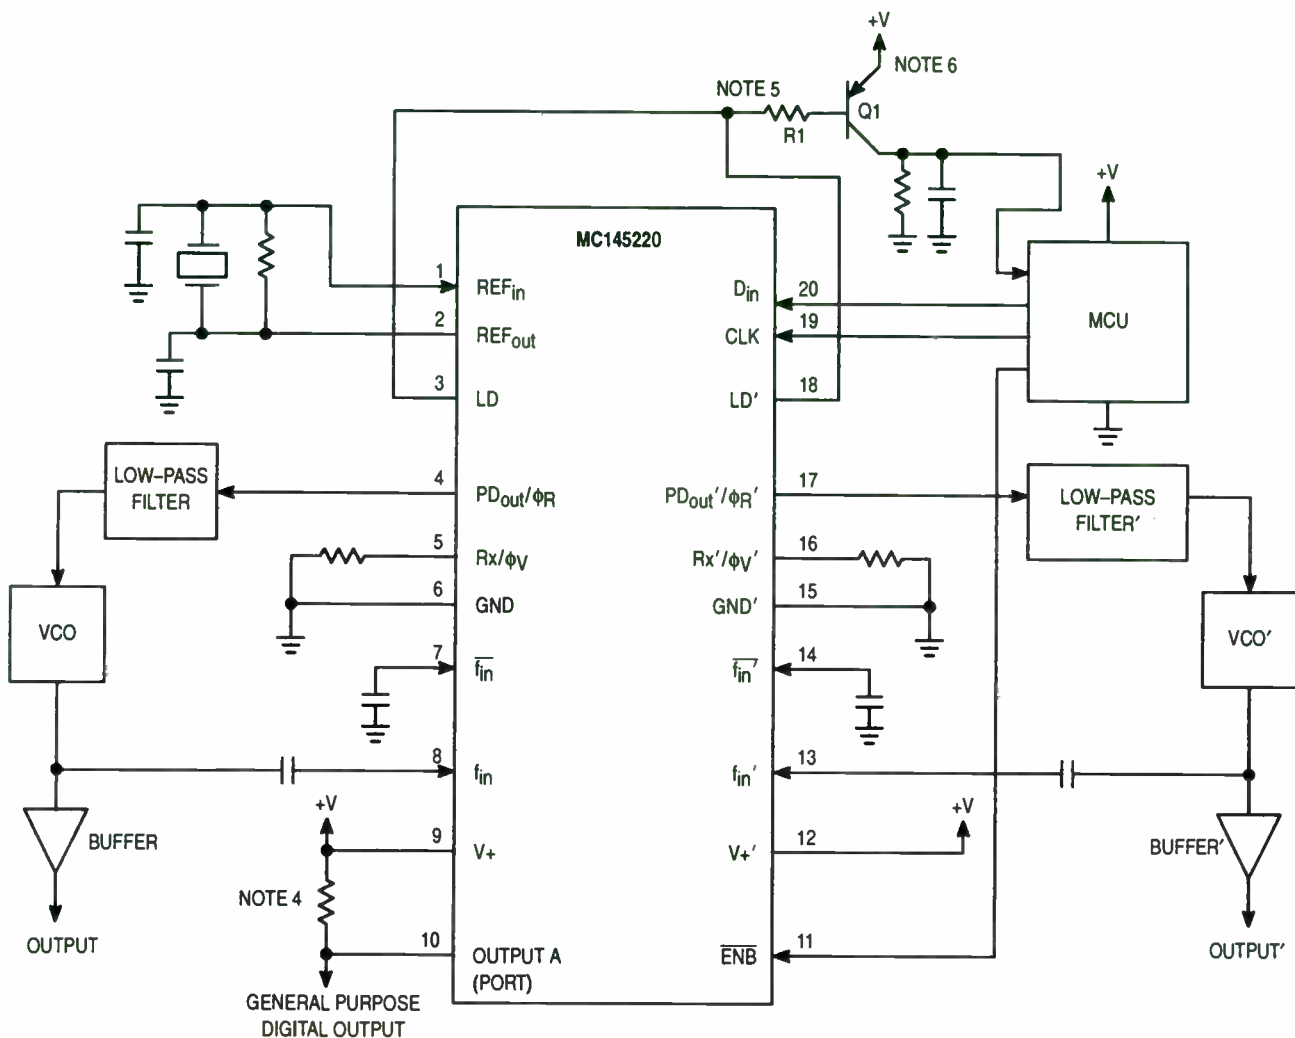 +V
NOTE 6
NOTE 5
Q1
R1
+V
MC145220
MCU
1
REFin
Din
20
2
REFout
CLK
19
3
LD
LD′
18
LOW–PASS
FILTER
4
PDout/ϕR
PDout′/ϕR′
17
LOW–PASS
FILTER′
5
Rx/ϕV
Rx′/ϕV′
16
6
GND
GND′
15
VCO
VCO′
7
fin
fin′
14
8
fin
fin′
13
+V
+V
BUFFER
9
V+
V+′
12
BUFFER′
NOTE 4
OUTPUT
10
OUTPUT A
(PORT)
ENB
11
OUTPUT′
GENERAL PURPOSE
DIGITAL OUTPUT